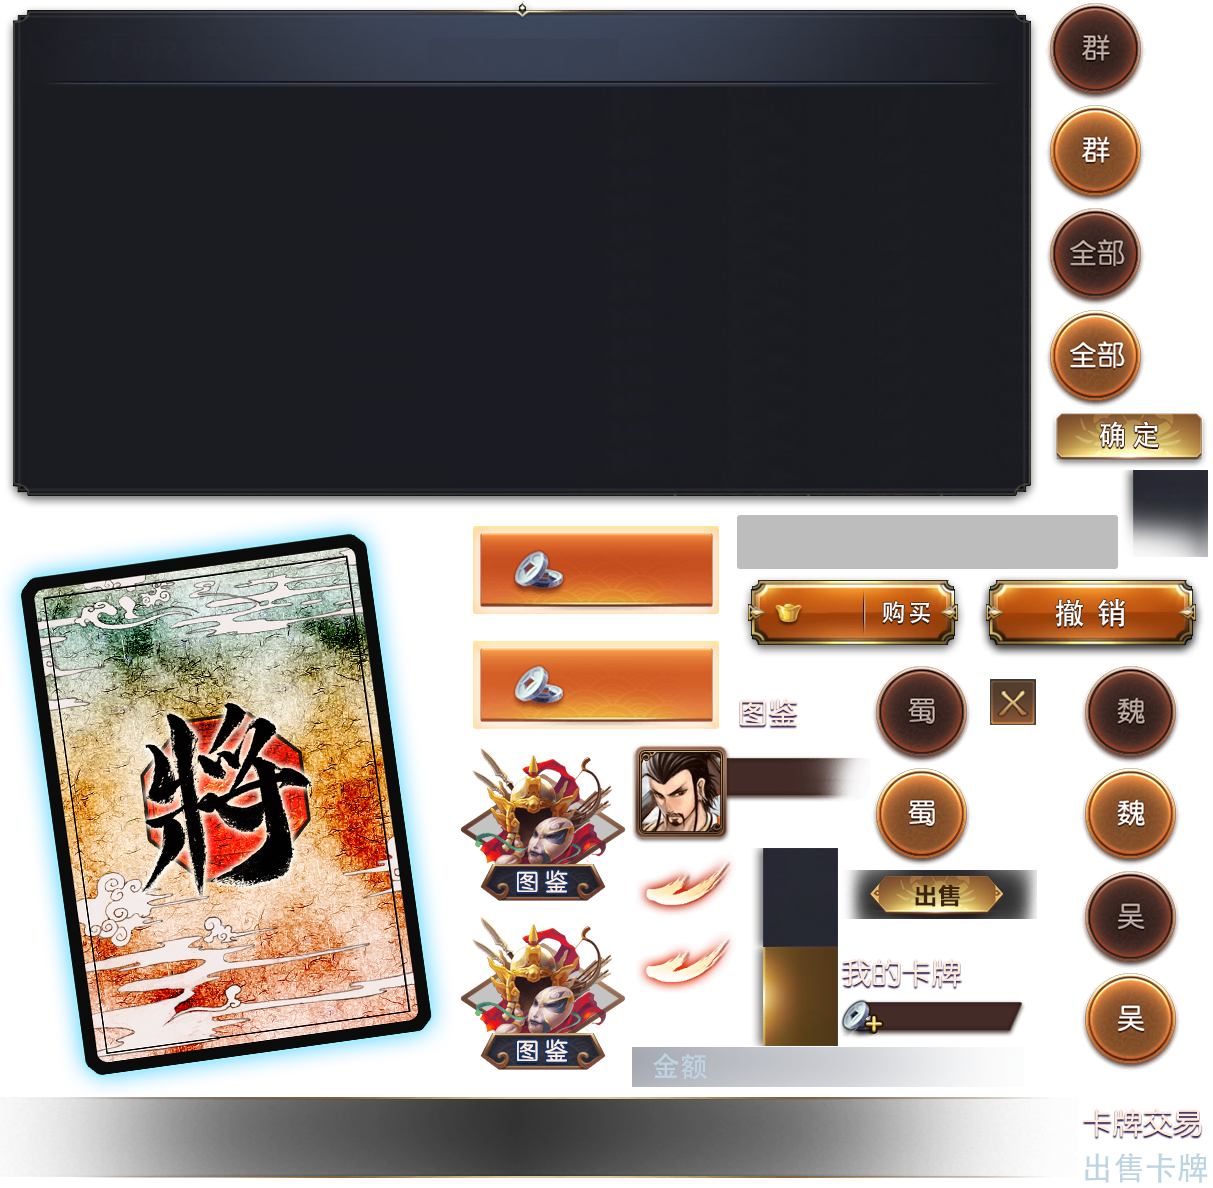 群
群
全部
全部
确定
购买
撤销
图鉴
蜀
魏
将
蜀
魏
图鉴
出售
吴
我的卡牌
吴
图鉴
金额
卡牌交易
出售卡牌